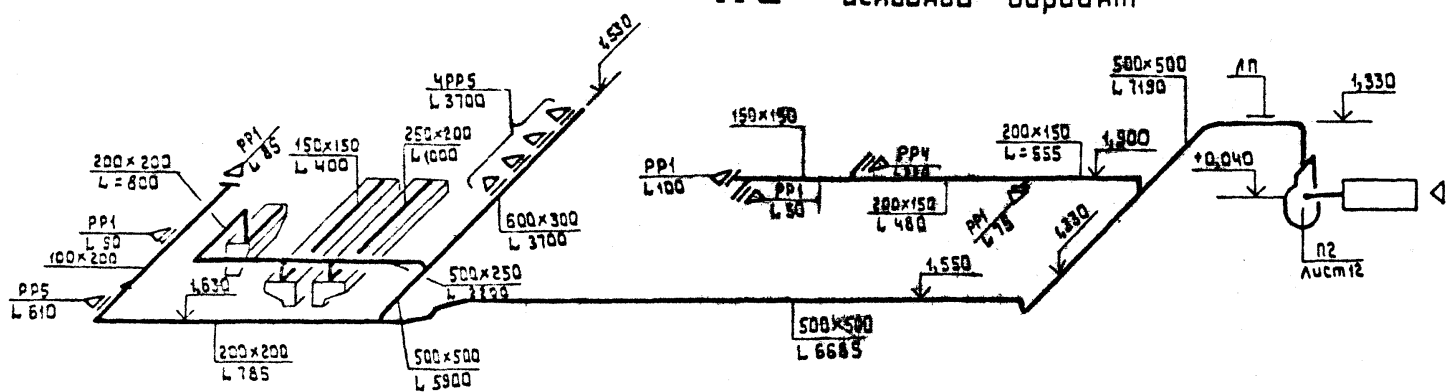 основной вариант
1,530
4РР5
L 3700
РР1
L 85
150×150
L 400
250×200
L 1000
200×200
L=800
600×300
L 3700
РР1
L 90
100×200
РР5
L 610
1,630
500×250
200×200
L 785
500×500
L 5900
150×150
РР1
L 100
РР1
L 50
РР4
200×150
L 480
200×150
L=555
1,900
РР1
L 75
500×500
L 7190
ЛП
1,330
+0,040
П2
Лист 12
1,550
500×500
L 6685